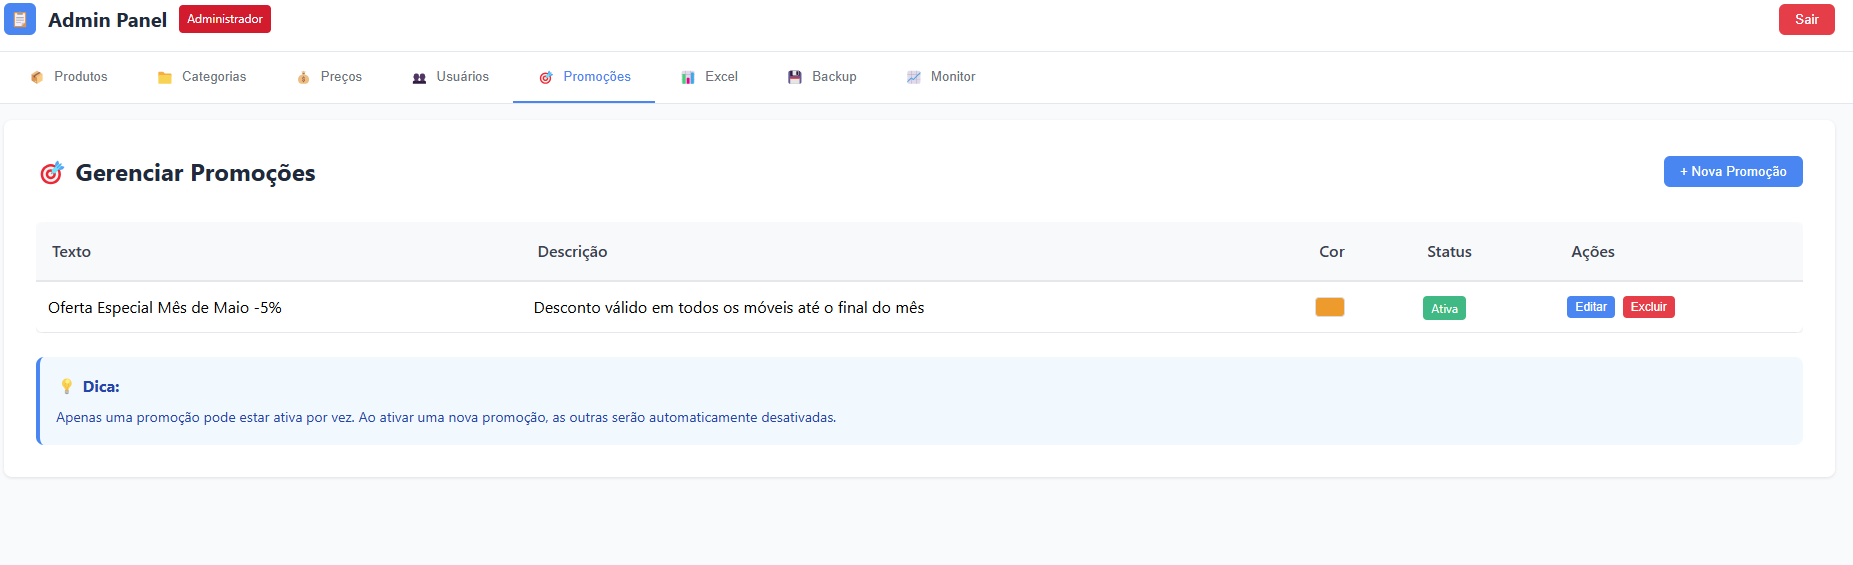 Admin Panel Administrador Sair
Produtos Categorias Preços Usuários Promoções Excel Backup Monitor
Gerenciar Promoções + Nova Promoção
Texto Descrição Cor Status Ações
Oferta Especial Mês de Maio -5% Desconto válido em todos os móveis até o final do mês Ativa Editar Excluir
Dica:
Apenas uma promoção pode estar ativa por vez. Ao ativar uma nova promoção, as outras serão automaticamente desativadas.